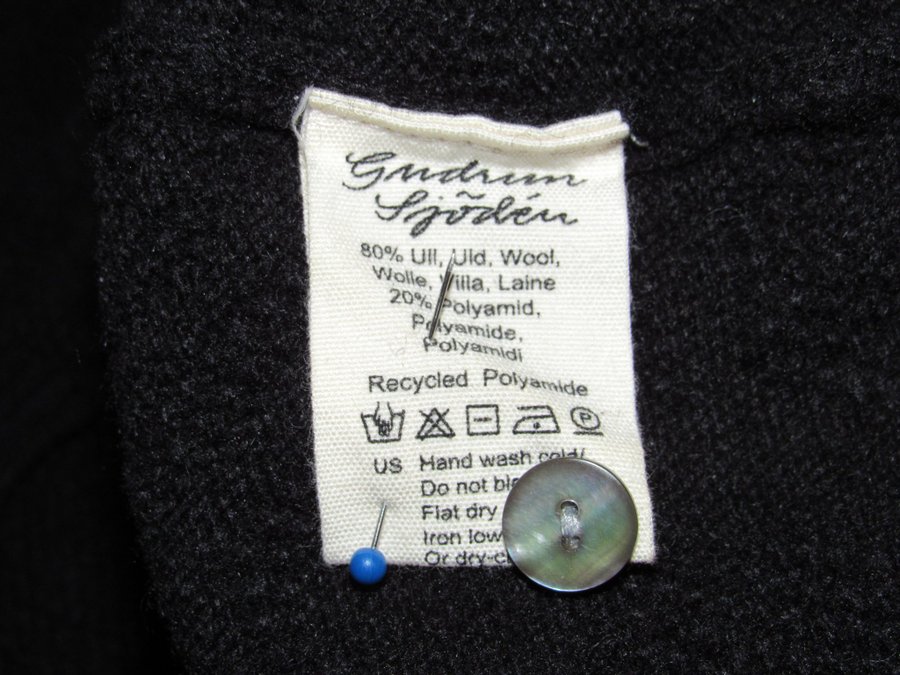 Gudrun
Sjödén
80% Ull, Uld, Wool,
Wolle, Villa, Laine
20% Polyamid,
Polyamide,
Polyamidi
Recycled Polyamide
P
US Hand wash cold/
Do not
Flat dry
Iron low
Or